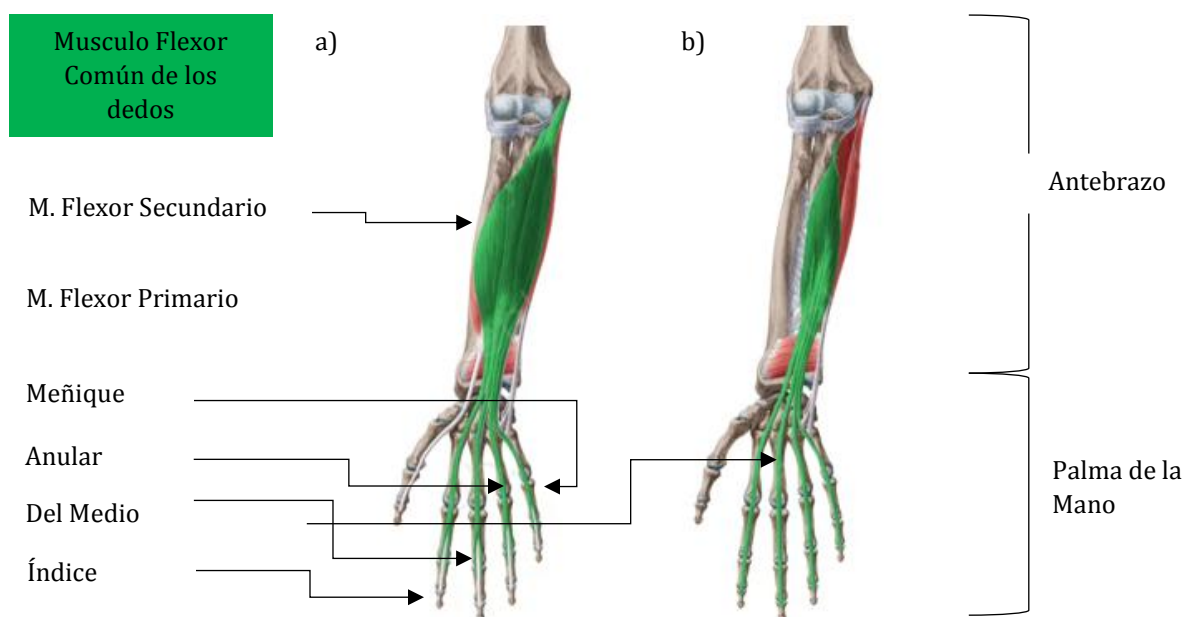 Musculo Flexor
Común de los
dedos
a)
b)
M. Flexor Secundario
M. Flexor Primario
Meñique
Anular
Del Medio
Índice
Antebrazo
Palma de la
Mano